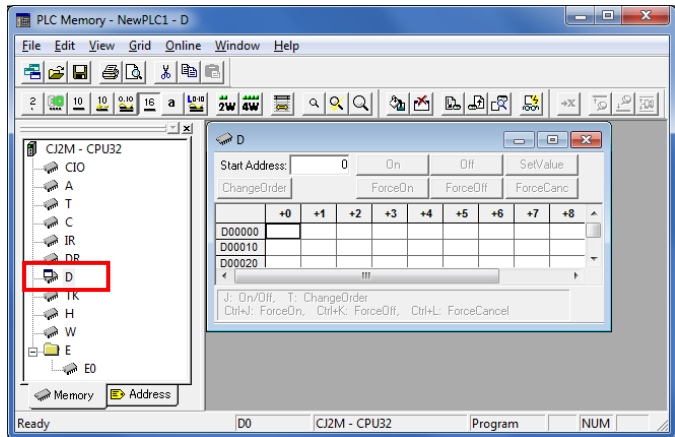 PLC Memory - NewPLC1 - D
File Edit View Grid Online Window Help
2 10 10 0.10 16 a 2W 4W
CJ2M - CPU32
CIO
A
T
C
IR
DR
D
TK
H
W
E
E0
Memory Address
D
Start Address: 0 On Off SetValue
ChangeOrder ForceOn ForceOff ForceCanc
+0 +1 +2 +3 +4 +5 +6 +7 +8
D00000
D00010
D00020
J: On/Off, T: ChangeOrder
Ctrl+J: ForceOn, Ctrl+K: ForceOff, Ctrl+L: ForceCancel
Ready D0 CJ2M - CPU32 Program NUM